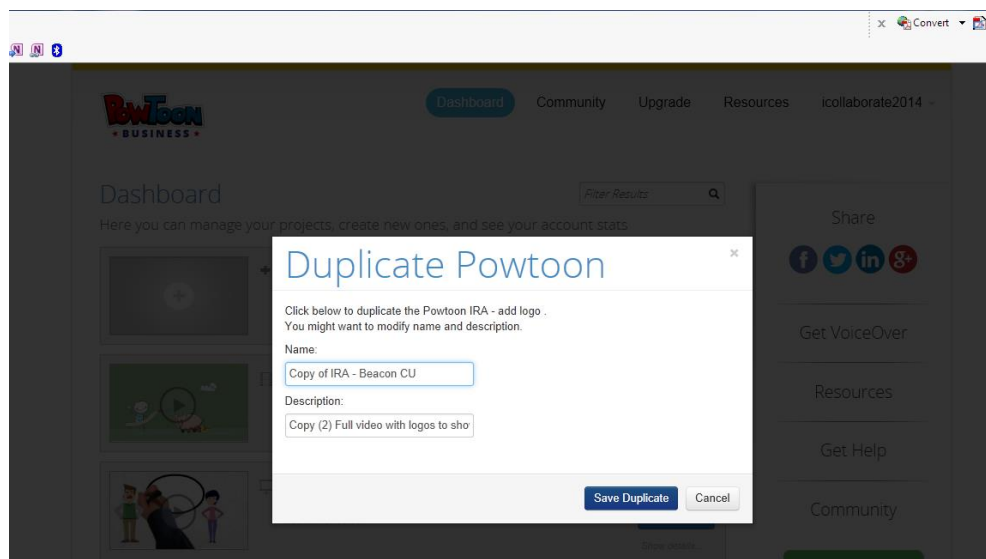 x Convert
N N
PowToon
• BUSINESS •
Dashboard Community Upgrade Resources icollaborate2014
Dashboard
Filter Results
Here you can manage your projects, create new ones, and see your account stats
Share
f in g+
Duplicate Powtoon ×
Click below to duplicate the Powtoon IRA - add logo .
You might want to modify name and description.
Name:
Copy of IRA - Beacon CU
Description:
Copy (2) Full video with logos to sho
Save Duplicate Cancel
Get VoiceOver
Resources
Get Help
Community